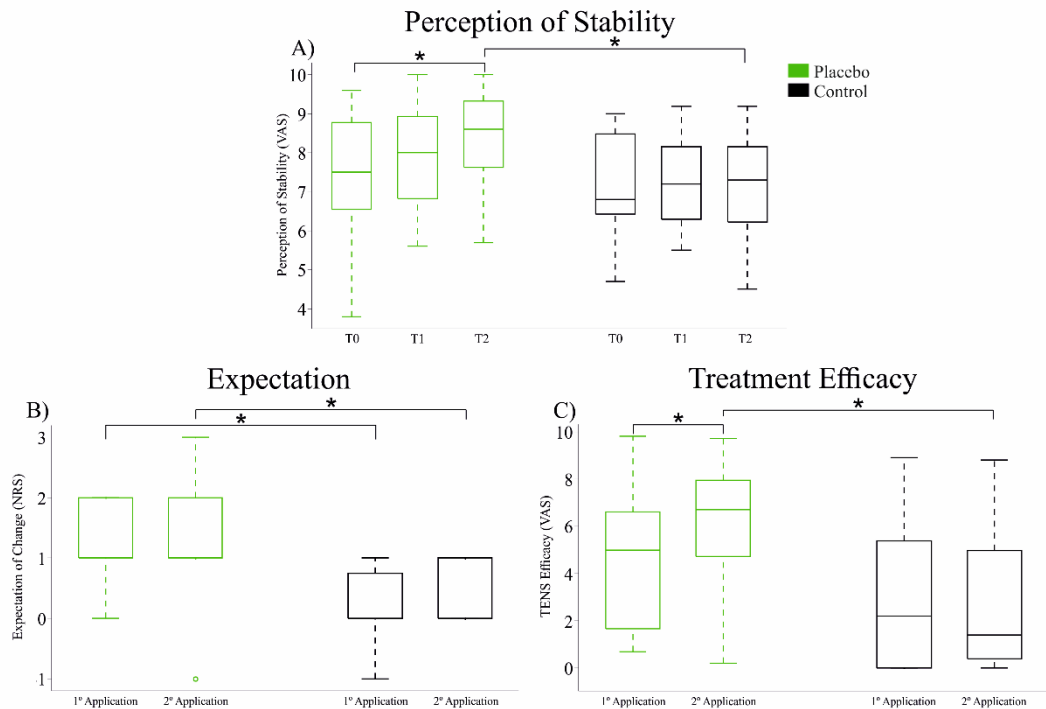 Perception of Stability
A)
*
*
Placebo
Control
Perception of Stability (VAS)
10
9
8
7
6
5
4
T0
T1
T2
T0
T1
T2
Expectation
B)
*
*
Expectation of Change (NRS)
3
2
1
0
-1
1º Application
2º Application
1º Application
2º Application
Treatment Efficacy
C)
*
*
TENS Efficacy (VAS)
10
8
6
4
2
0
1º Application
2º Application
1º Application
2º Application